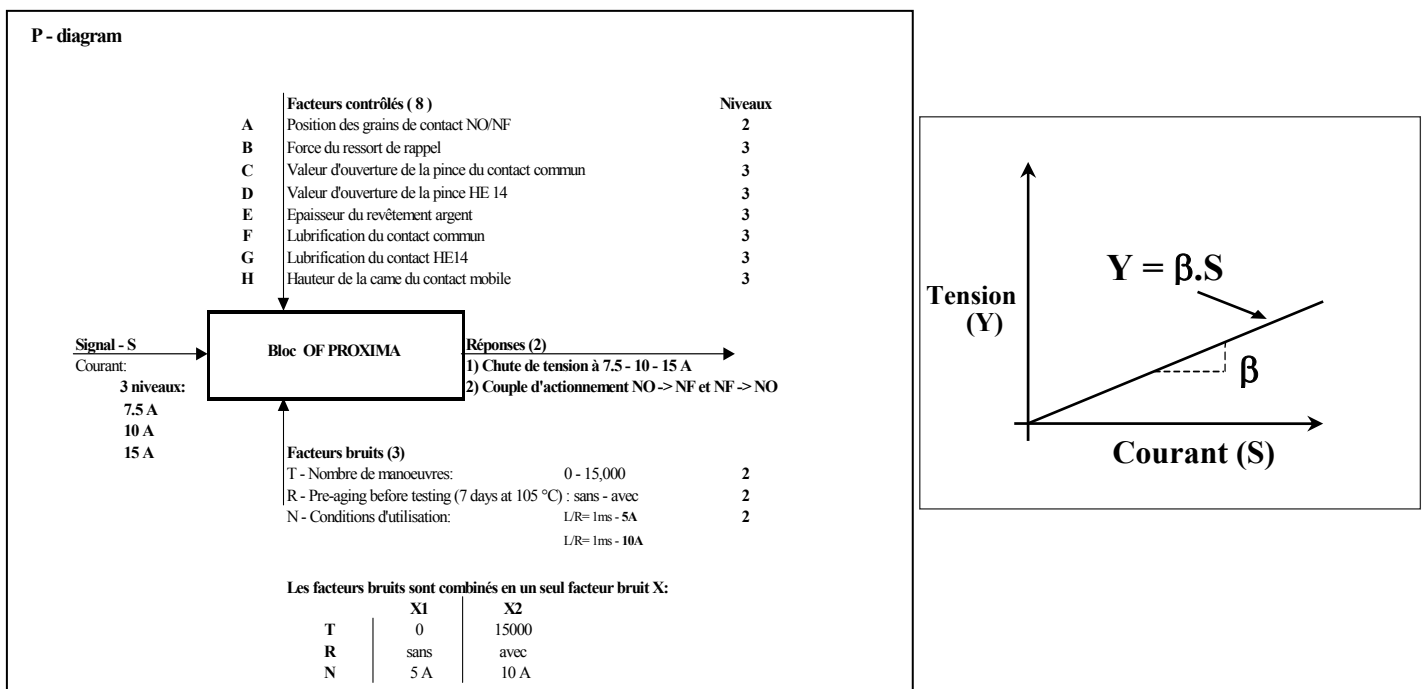 P - diagram
Facteurs contrôlés ( 8 ) Niveaux
A Position des grains de contact NO/NF 2
B Force du ressort de rappel 3
C Valeur d'ouverture de la pince du contact commun 3
D Valeur d'ouverture de la pince HE 14 3
E Epaisseur du revêtement argent 3
F Lubrification du contact commun 3
G Lubrification du contact HE14 3
H Hauteur de la came du contact mobile 3
Signal - S
Courant:
3 niveaux:
7.5 A
10 A
15 A
Bloc OF PROXIMA
Réponses (2)
1) Chute de tension à 7.5 - 10 - 15 A
2) Couple d'actionnement NO -> NF et NF -> NO
Facteurs bruits (3)
T - Nombre de manoeuvres: 0 - 15,000 2
R - Pre-aging before testing (7 days at 105 °C) : sans - avec 2
N - Conditions d'utilisation: L/R= 1ms - 5A 2
L/R= 1ms - 10A
Les facteurs bruits sont combinés en un seul facteur bruit X:
X1 X2
T 0 15000
R sans avec
N 5 A 10 A
Y = β.S
Tension
(Y)
β
Courant (S)